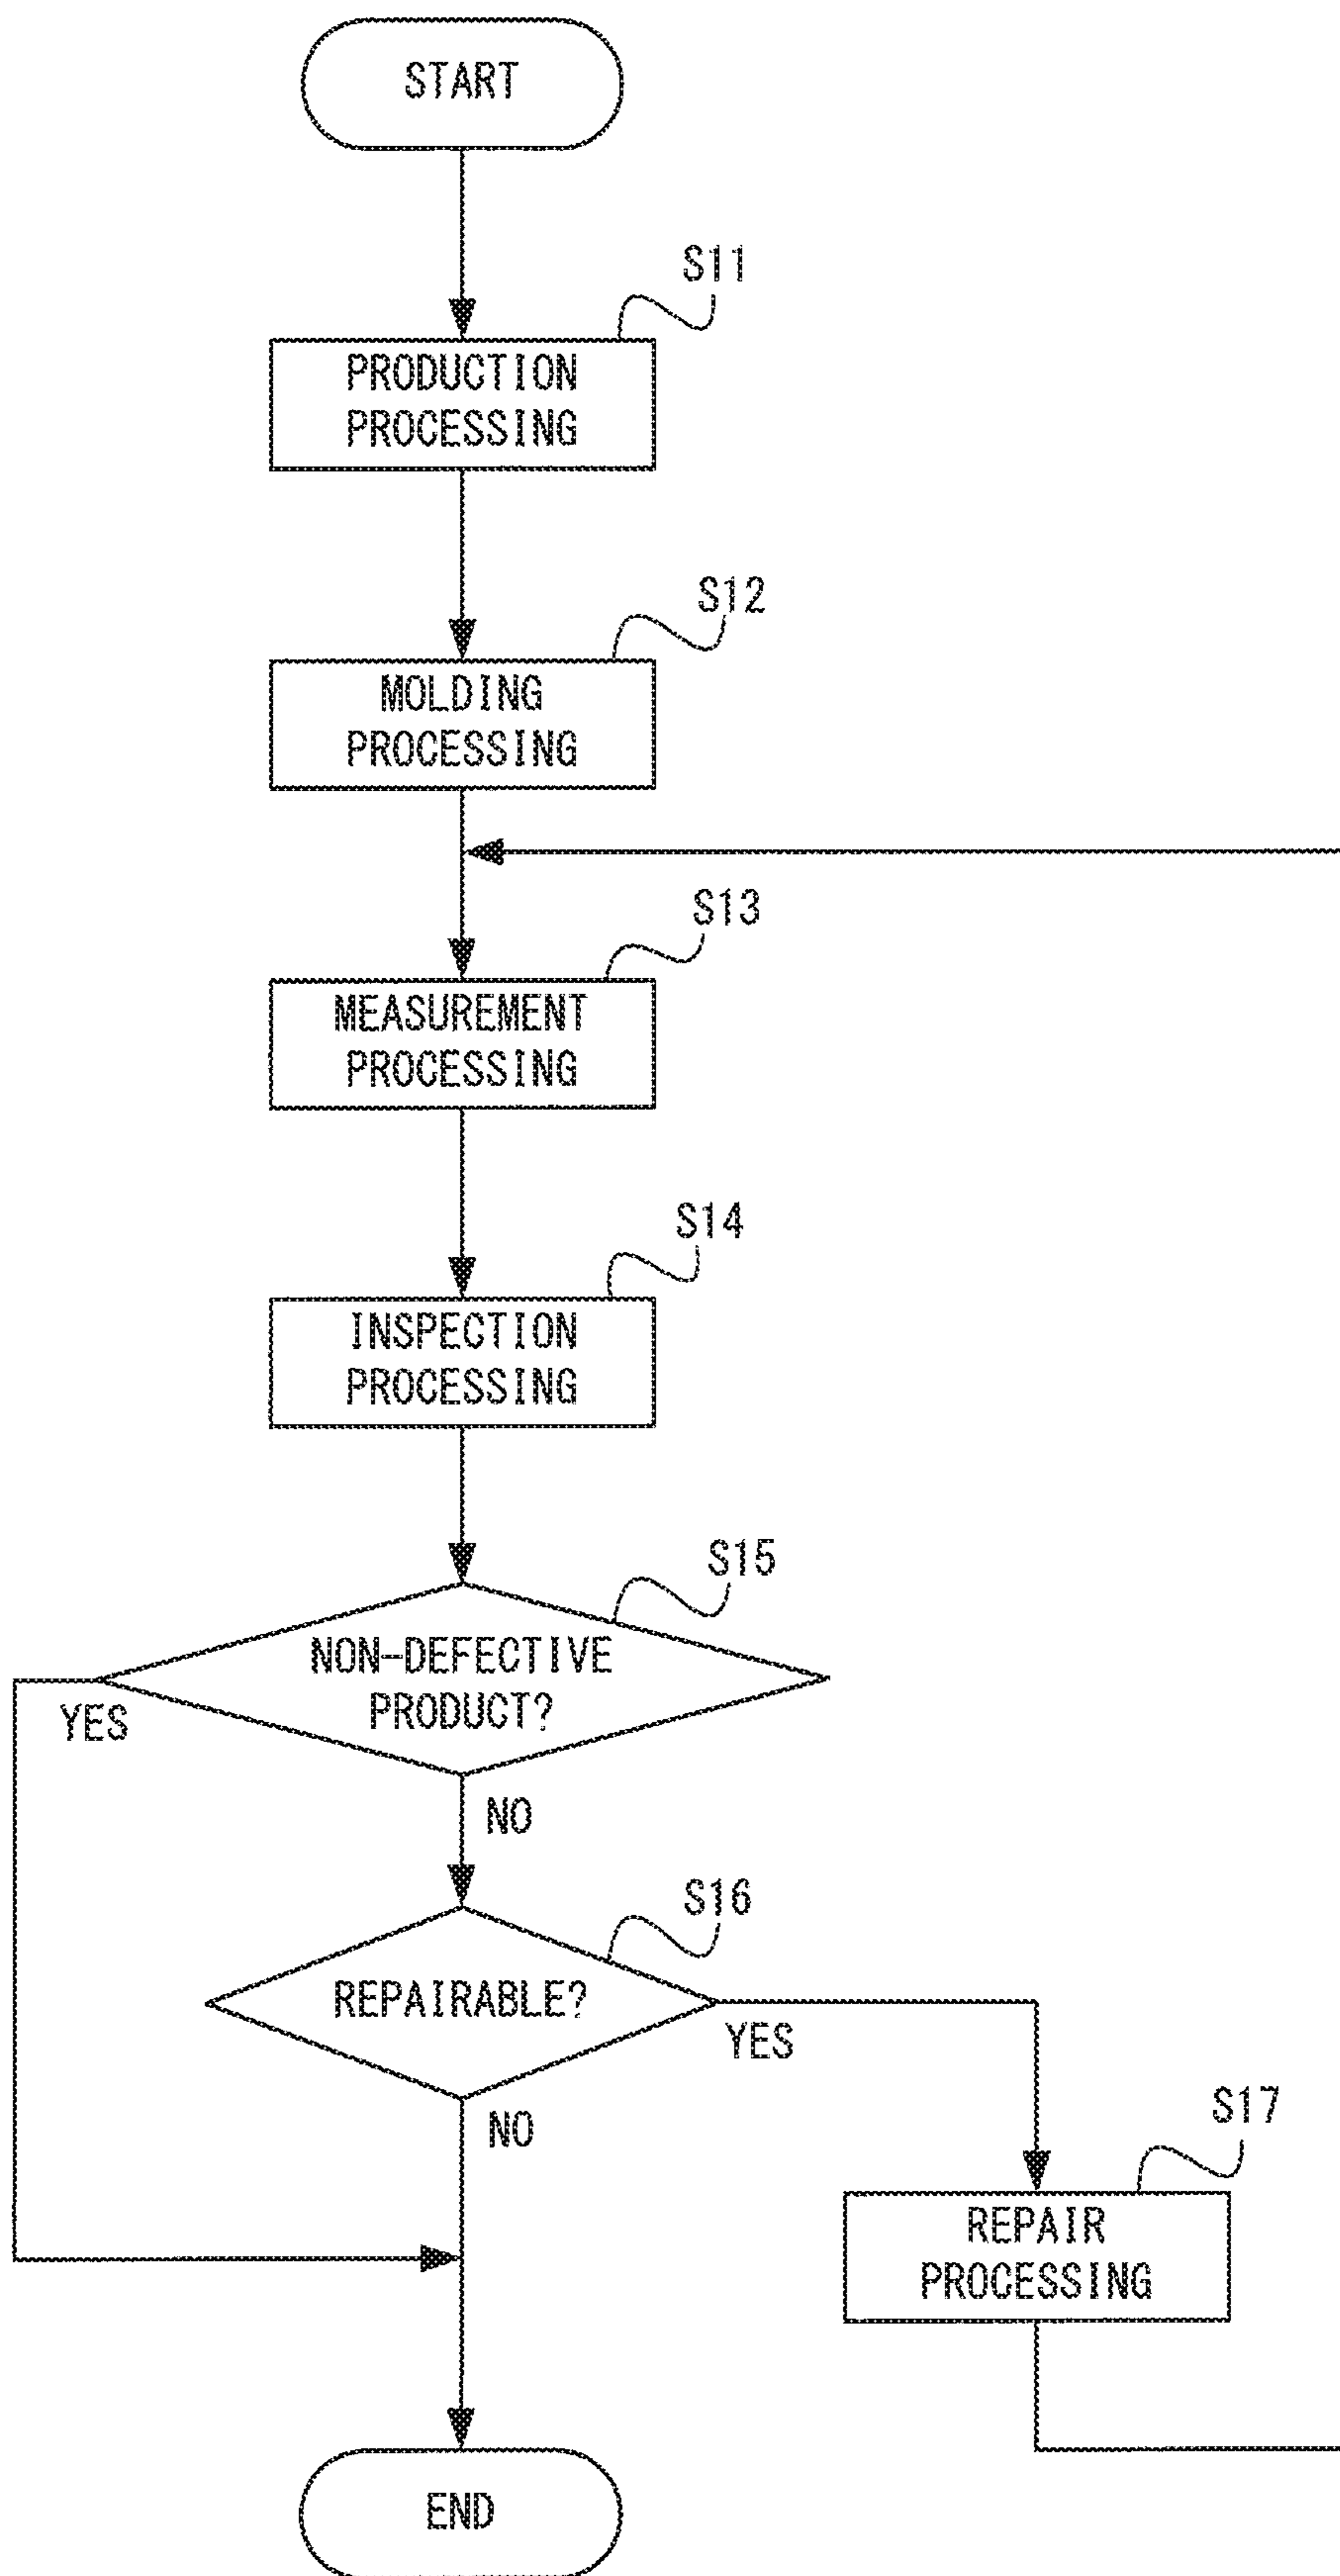 START
S11
PRODUCTION
PROCESSING
S12
MOLDING
PROCESSING
S13
MEASUREMENT
PROCESSING
S14
INSPECTION
PROCESSING
S15
NON-DEFECTIVE
PRODUCT?
YES
NO
S16
REPAIRABLE?
YES
NO
S17
REPAIR
PROCESSING
END